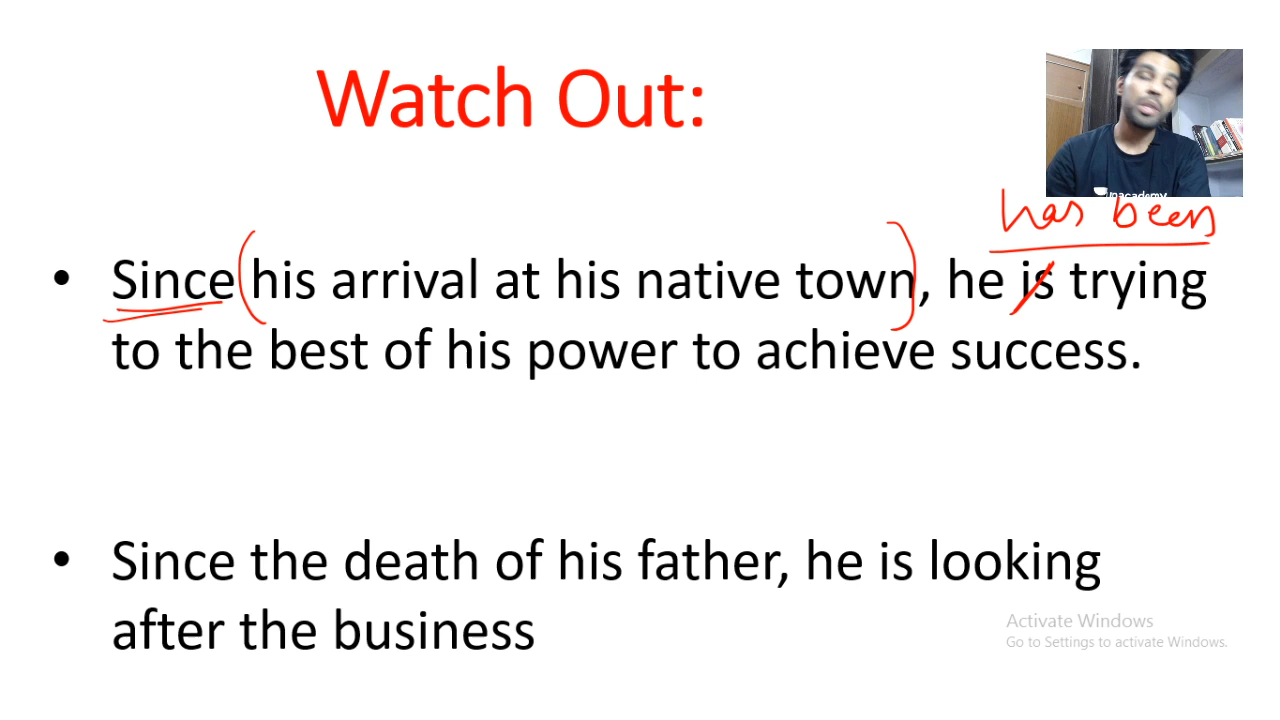 Watch Out:
unacademy
has been
• Since (his arrival at his native town), he is trying
to the best of his power to achieve success.
• Since the death of his father, he is looking
after the business
Activate Windows
Go to Settings to activate Windows.